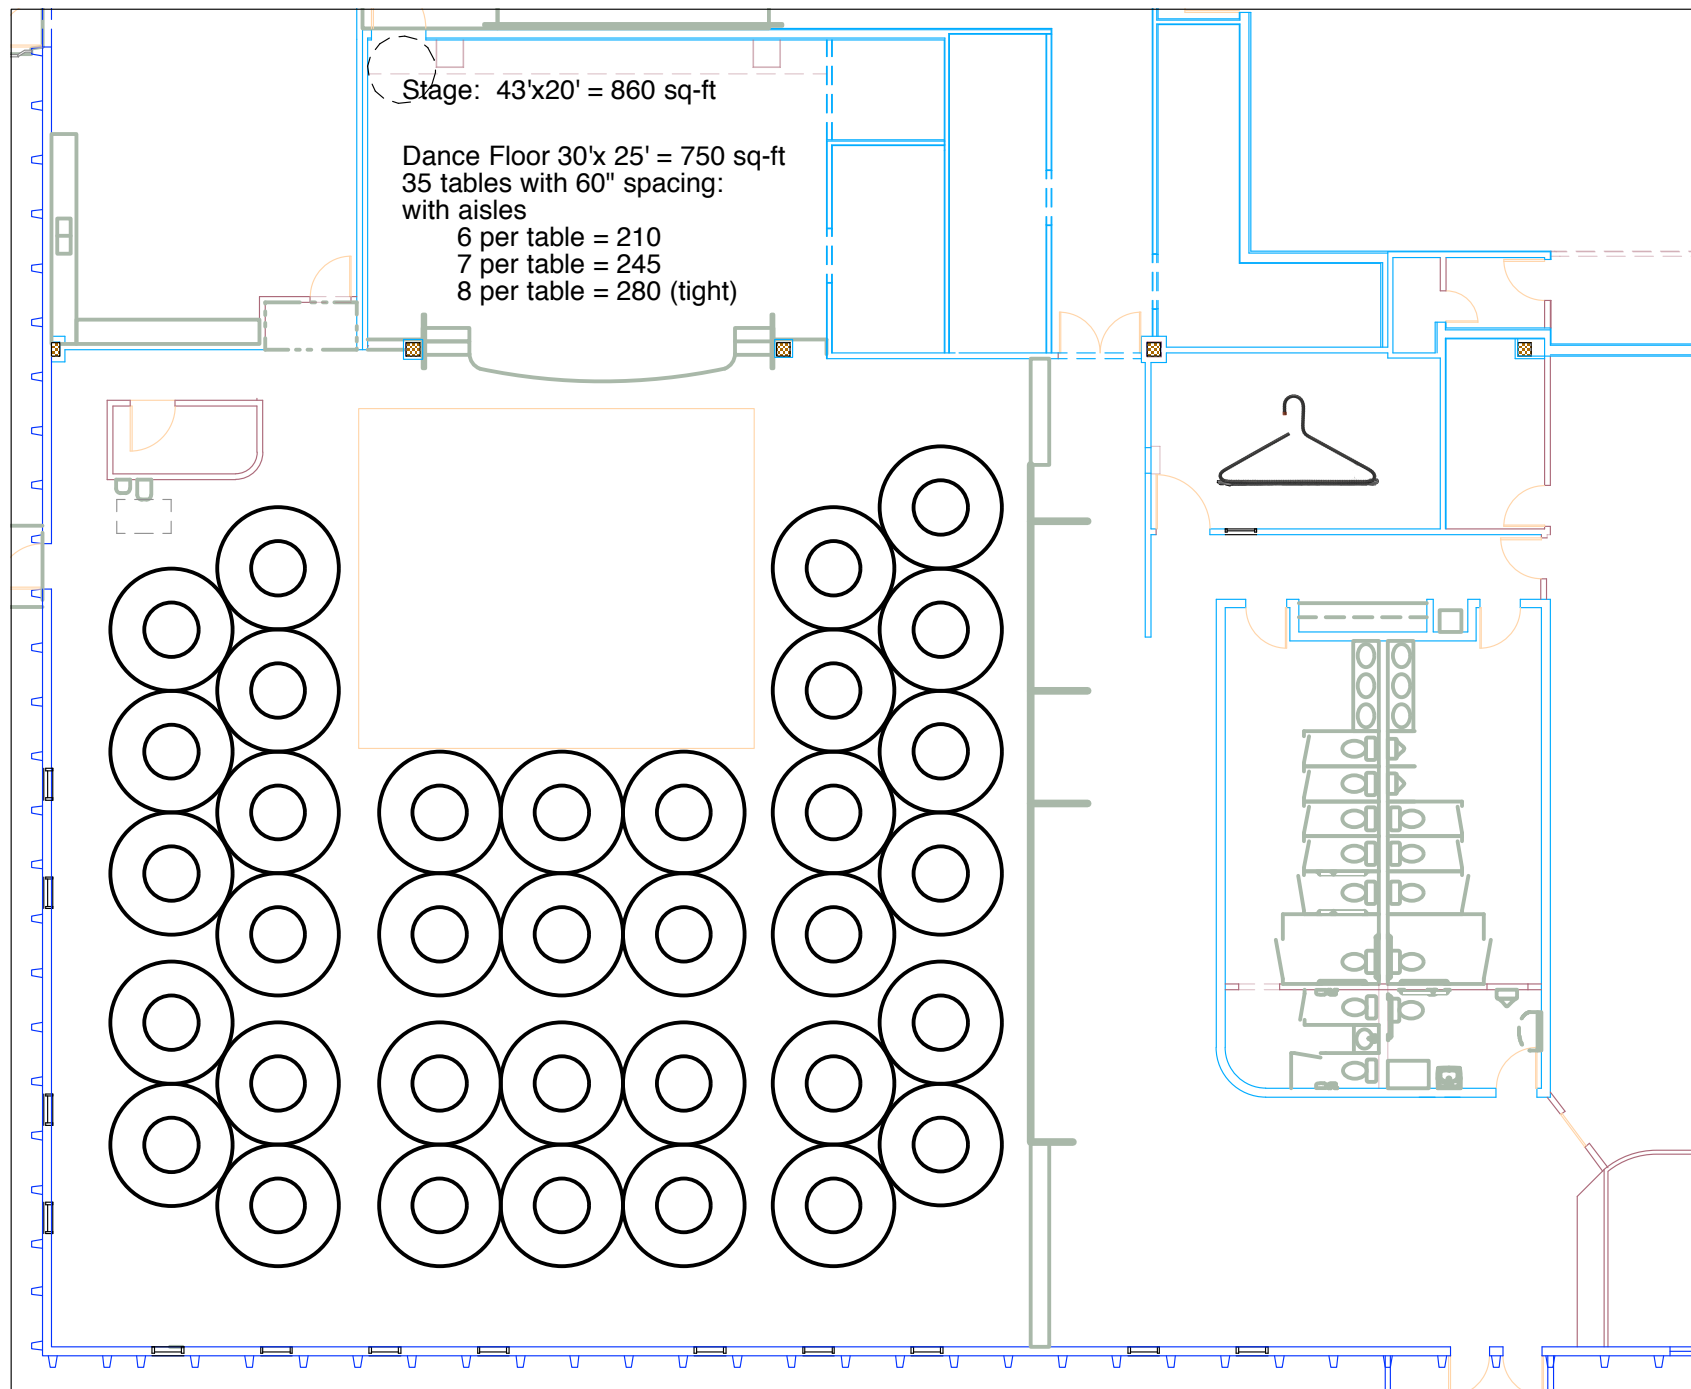 Stage:  43'x20' = 860 sq-ft
Dance Floor 30'x 25' = 750 sq-ft
35 tables with 60" spacing:
with aisles
6 per table = 210
7 per table = 245
8 per table = 280 (tight)